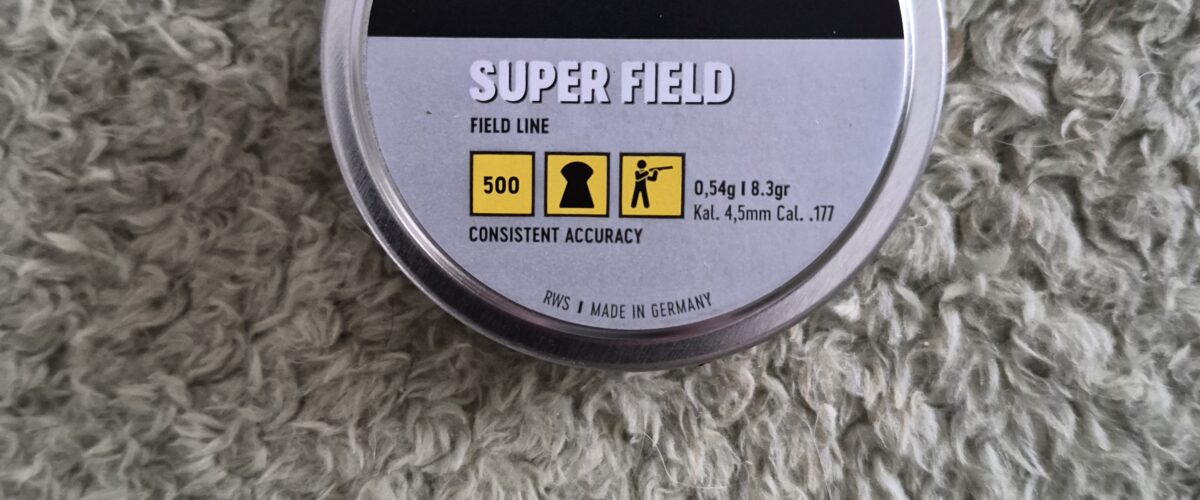 SUPER FIELD
FIELD LINE
500
0,54g I 8.3gr
Kal. 4,5mm Cal. .177
CONSISTENT ACCURACY
RWS I MADE IN GERMANY